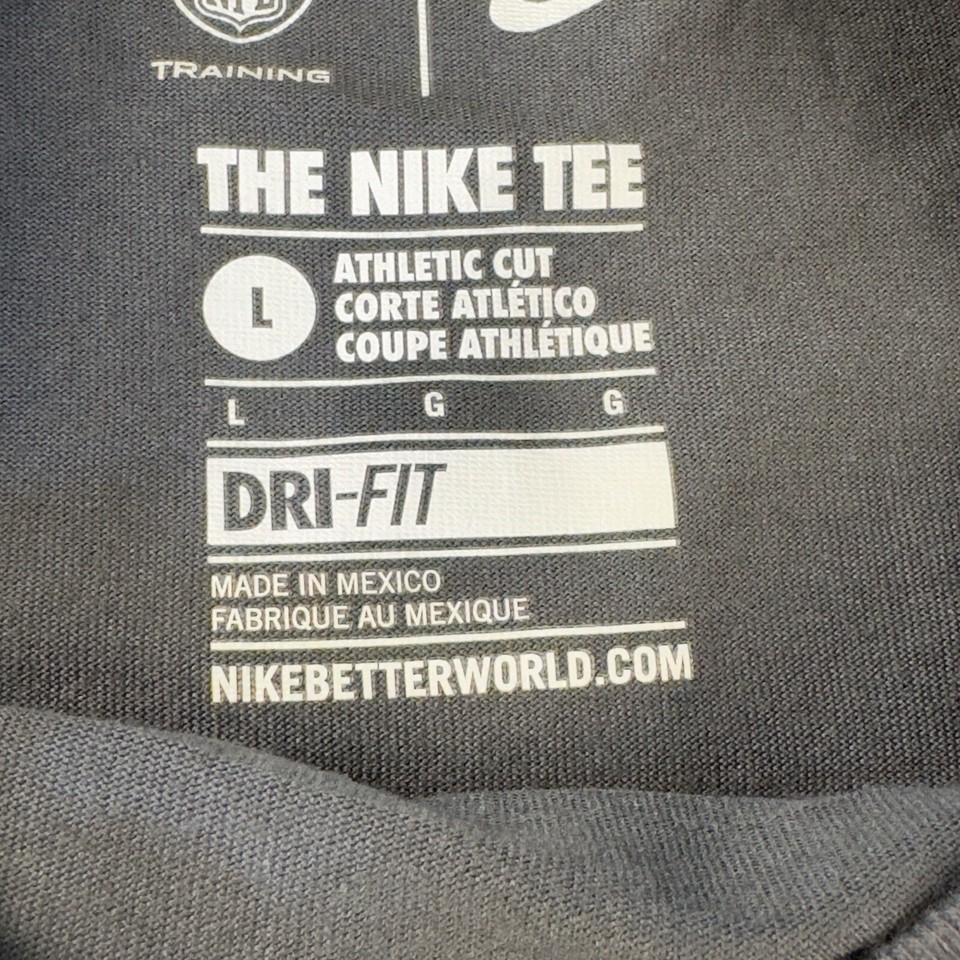 TRAINING
THE NIKE TEE
L
ATHLETIC CUT
CORTE ATLÉTICO
COUPE ATHLÉTIQUE
L G G
DRI-FIT
MADE IN MEXICO
FABRIQUE AU MEXIQUE
NIKEBETTERWORLD.COM